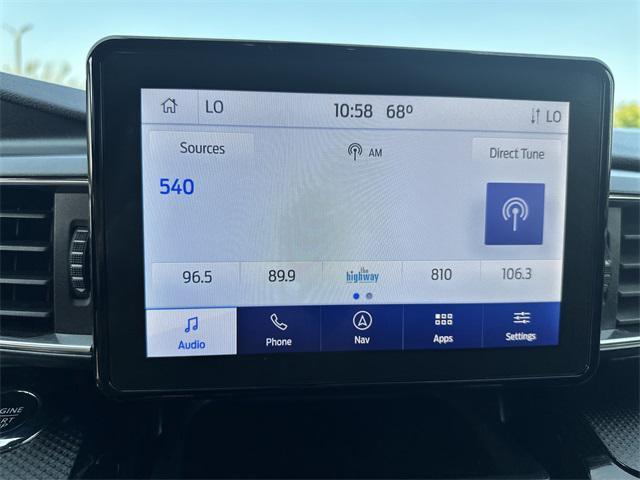 LO 10:58 68° LO
Sources AM Direct Tune
540
96.5 89.9 the highway 810 106.3
Audio Phone Nav Apps Settings
ENGINE